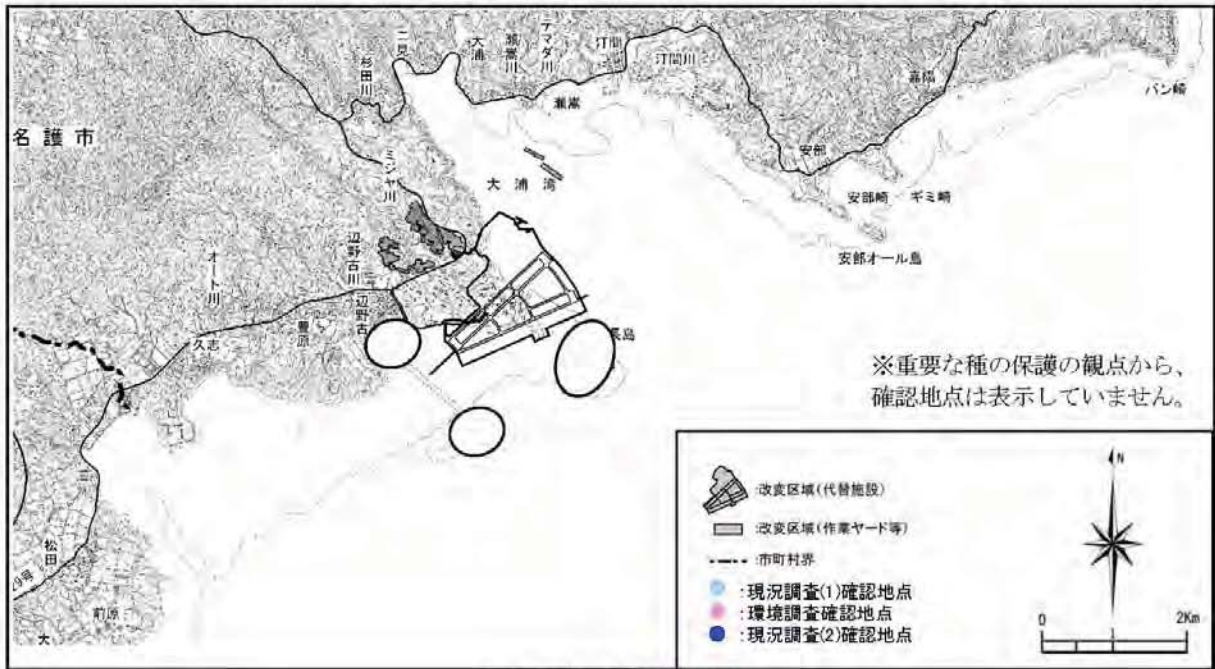 名護市
杉田川
二見
大浦
瀬嵩川
テマダ川
汀間
汀間川
瀬嵩
嘉陽
バン崎
安部
安部崎
ギミ崎
安部オール島
大浦湾
ミジャ川
辺野古川
辺野古
豊原
オート川
久志
長島
松田
前原
29号
大
※重要な種の保護の観点から、
確認地点は表示していません。
:改変区域(代替施設)
:改変区域(作業ヤード等)
:市町村界
:現況調査(1)確認地点
:環境調査確認地点
:現況調査(2)確認地点
N
0 2Km